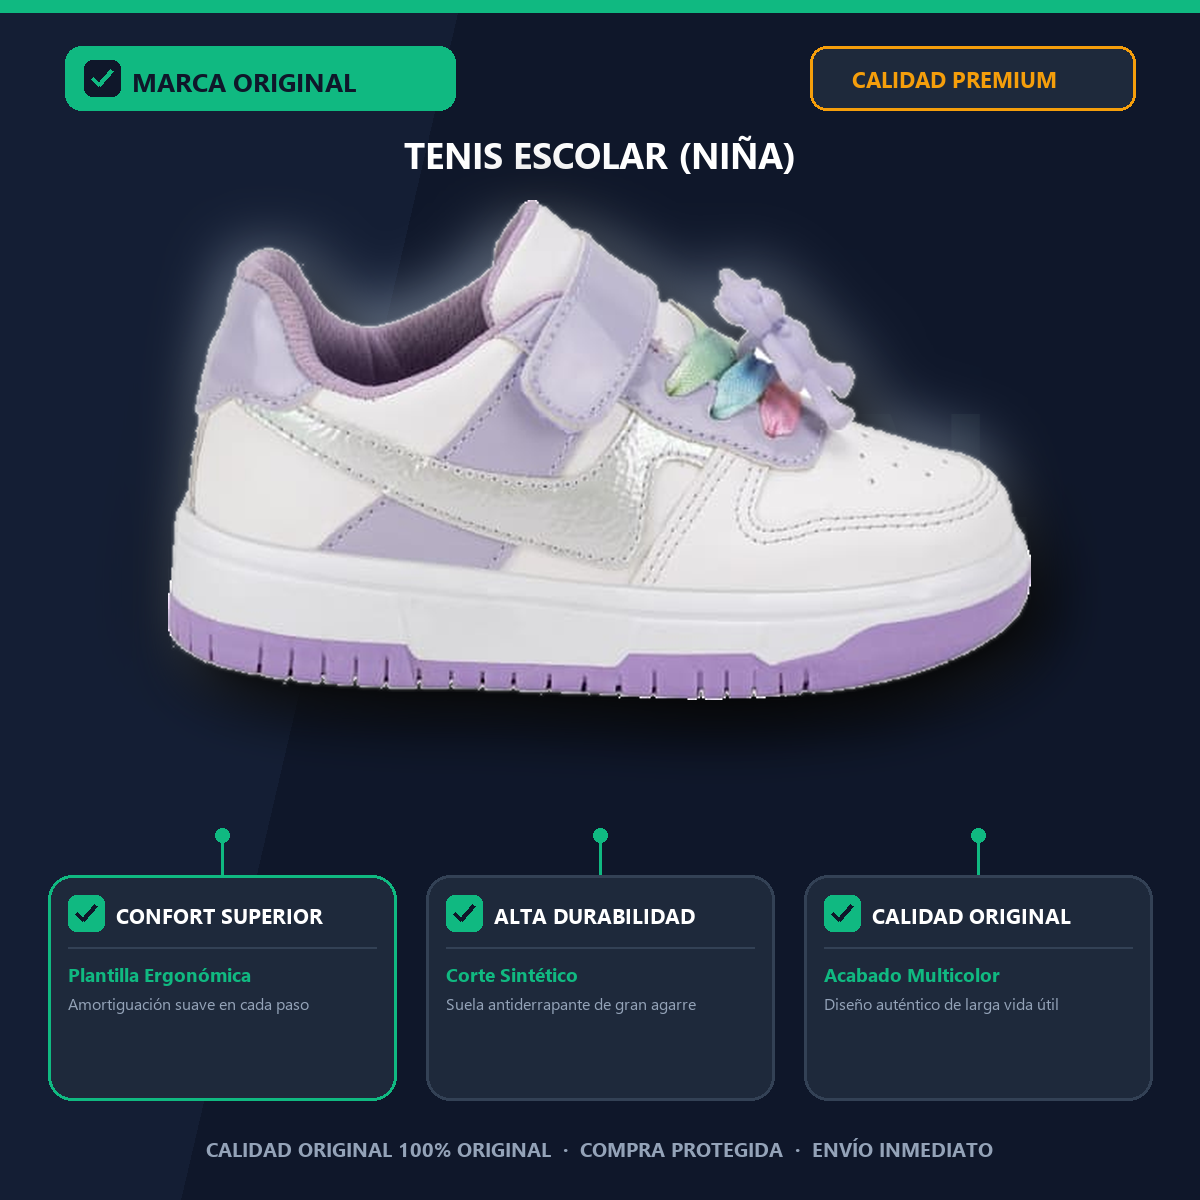 MARCA ORIGINAL
CALIDAD PREMIUM
TENIS ESCOLAR (NIÑA)
CONFORT SUPERIOR
Plantilla Ergonómica
Amortiguación suave en cada paso
ALTA DURABILIDAD
Corte Sintético
Suela antiderrapante de gran agarre
CALIDAD ORIGINAL
Acabado Multicolor
Diseño auténtico de larga vida útil
CALIDAD ORIGINAL 100% ORIGINAL · COMPRA PROTEGIDA · ENVÍO INMEDIATO